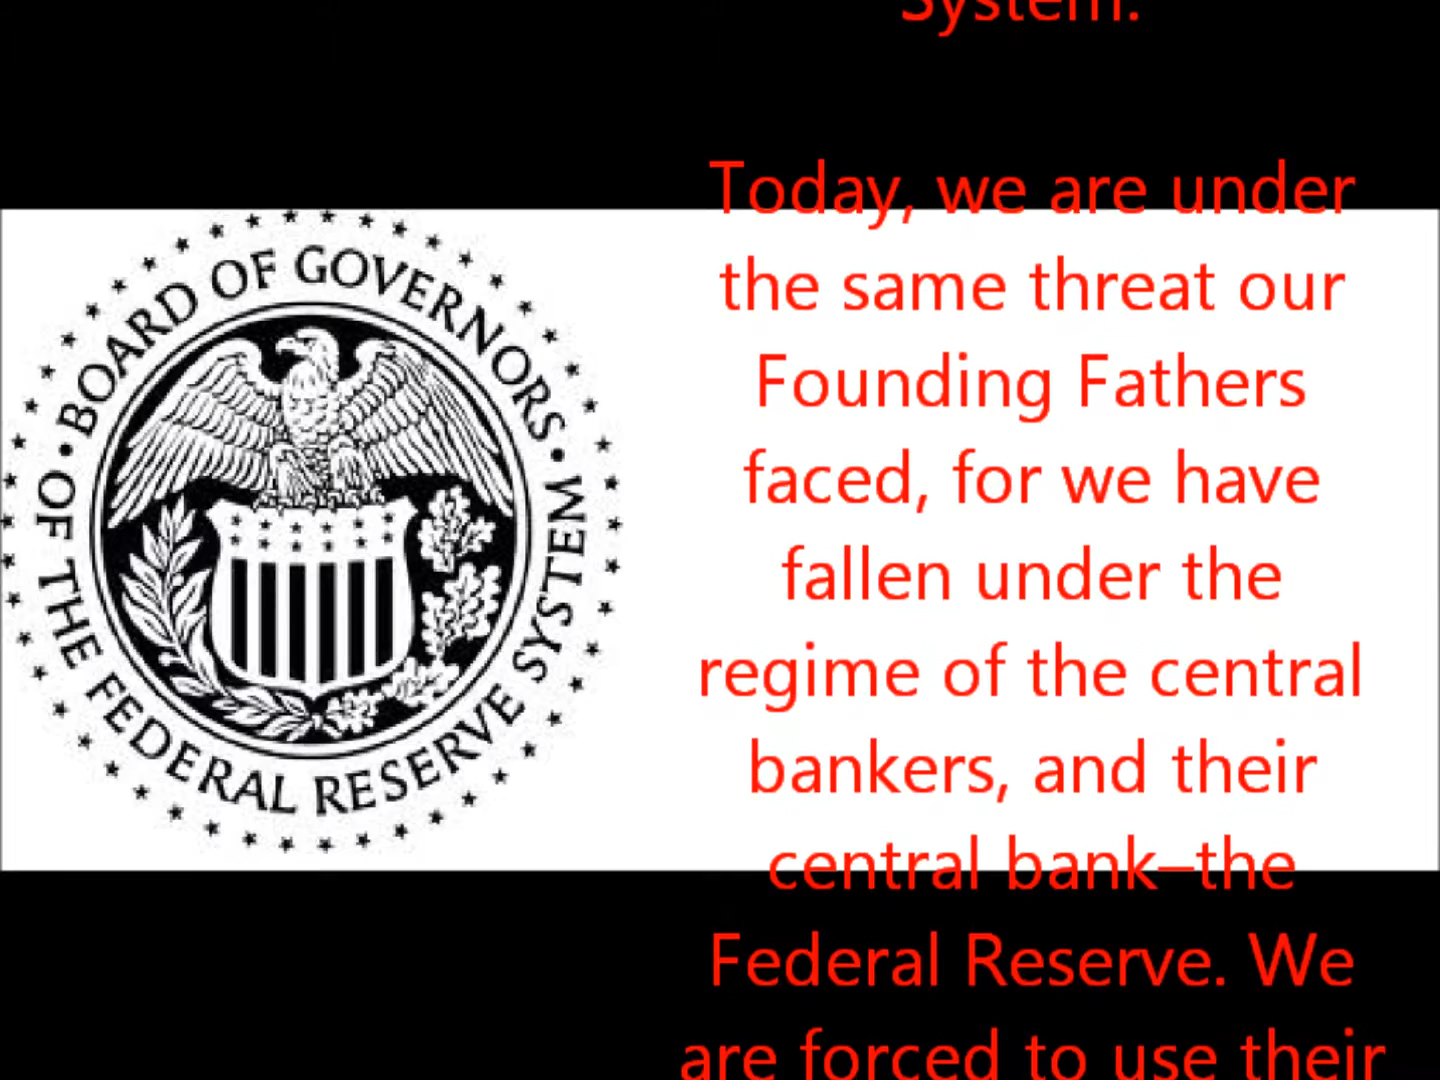 BOARD OF GOVERNORS
OF THE FEDERAL RESERVE SYSTEM
System.
Today, we are under
the same threat our
Founding Fathers
faced, for we have
fallen under the
regime of the central
bankers, and their
central bank–the
Federal Reserve. We
are forced to use their